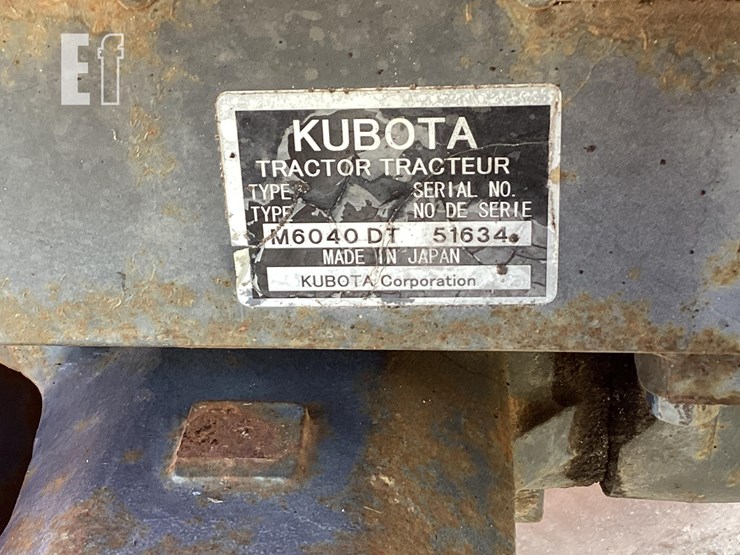 Ef
KUBOTA
TRACTOR TRACTEUR
TYPE SERIAL NO.
TYPE NO DE SERIE
M6040 DT 51634
MADE IN JAPAN
KUBOTA Corporation